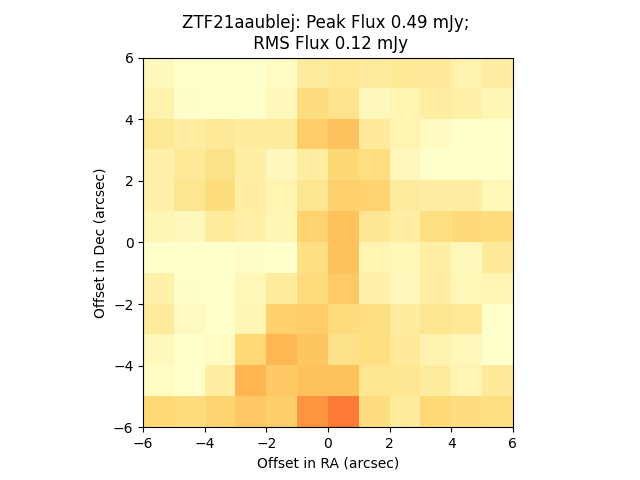 ZTF21aaublej: Peak Flux 0.49 mJy;
RMS Flux 0.12 mJy
6
4
2
0
−2
−4
−6
Offset in Dec (arcsec)
−6 −4 −2 0 2 4 6
Offset in RA (arcsec)